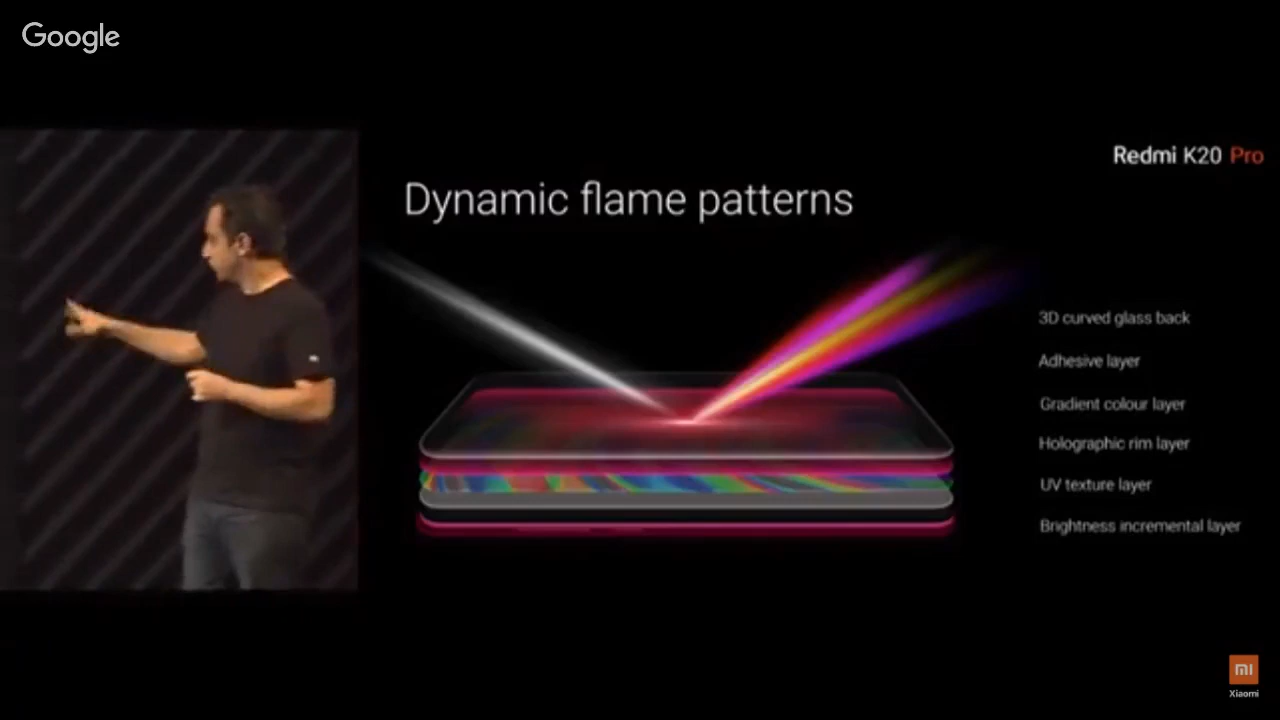 Google
Redmi K20 Pro
Dynamic flame patterns
3D curved glass back
Adhesive layer
Gradient colour layer
Holographic rim layer
UV texture layer
Brightness incremental layer
mi
Xiaomi